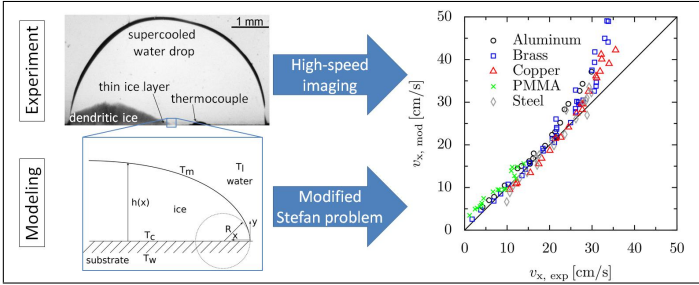 Experiment
1 mm
supercooled
water drop
thin ice layer
thermocouple
dendritic ice
High-speed
imaging
Modeling
Tm
Tl
water
h(x)
ice
R
y
x
Tc
substrate
Tw
Modified
Stefan problem
vx, mod [cm/s]
50
40
30
20
10
0
Aluminum
Brass
Copper
PMMA
Steel
0 10 20 30 40 50
vx, exp [cm/s]